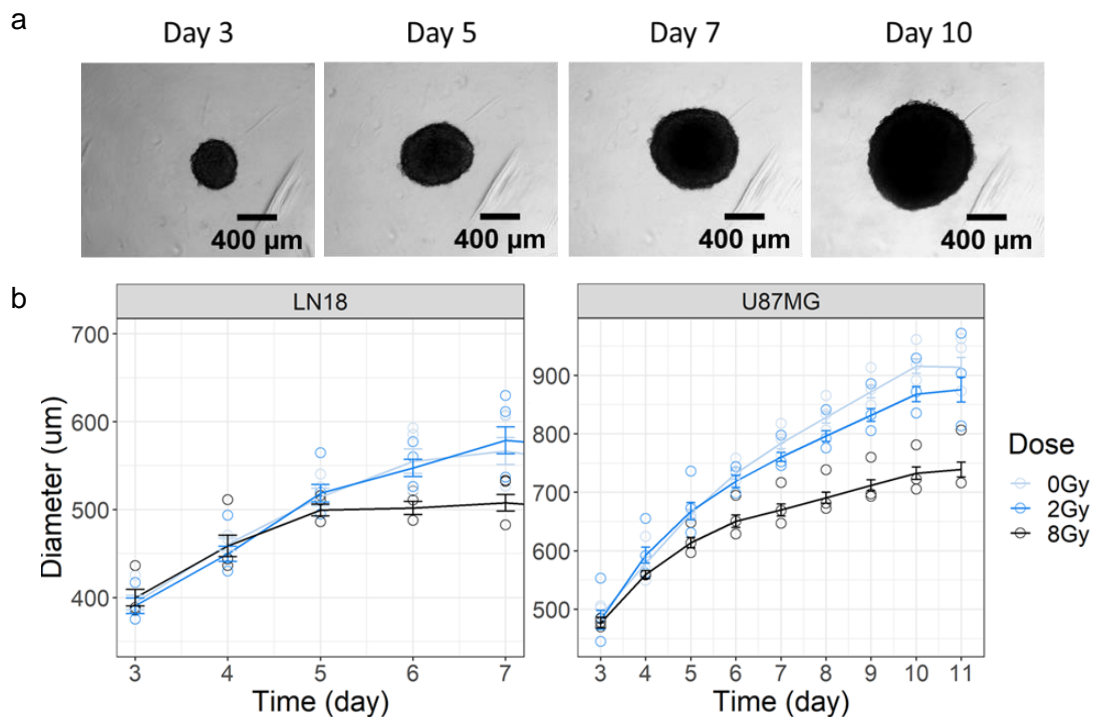 a
Day 3 Day 5 Day 7 Day 10
400 µm 400 µm 400 µm 400 µm
b
LN18 U87MG
Diameter (um)
700
600
500
400
3 4 5 6 7
Time (day)
900
800
700
600
500
3 4 5 6 7 8 9 10 11
Time (day)
Dose
0Gy
2Gy
8Gy